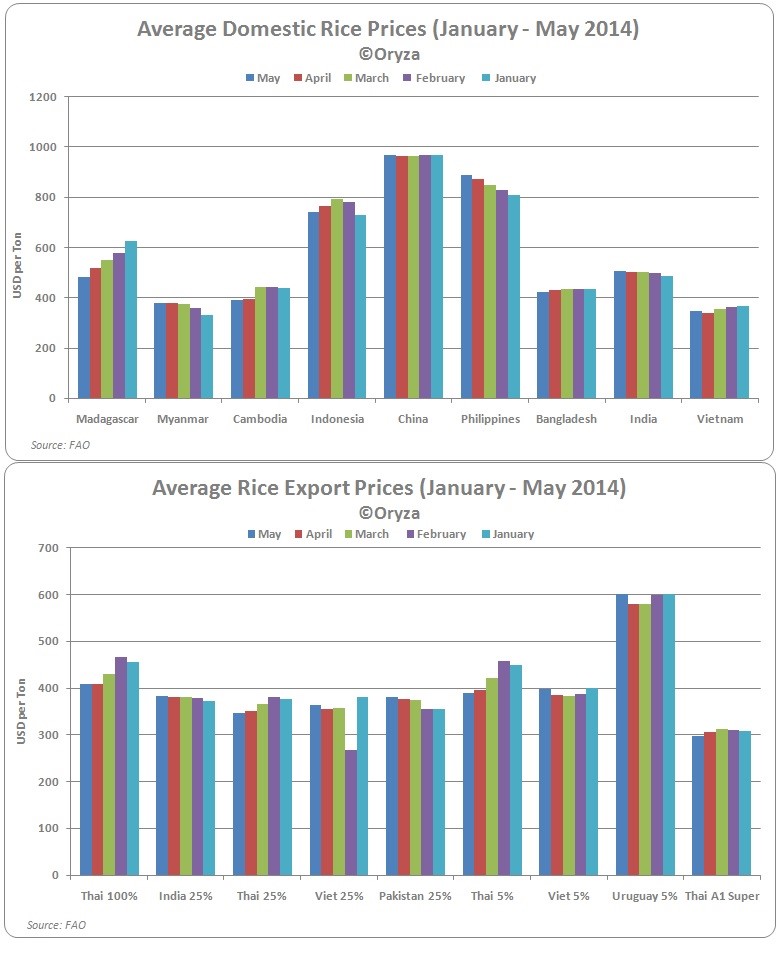 Average Domestic Rice Prices (January - May 2014)
©Oryza
May April March February January
1200
1000
800
600
400
200
0
USD per Ton
Madagascar Myanmar Cambodia Indonesia China Philippines Bangladesh India Vietnam
Source: FAO
Average Rice Export Prices (January - May 2014)
©Oryza
May April March February January
700
600
500
400
300
200
100
0
USD per Ton
Thai 100% India 25% Thai 25% Viet 25% Pakistan 25% Thai 5% Viet 5% Uruguay 5% Thai A1 Super
Source: FAO